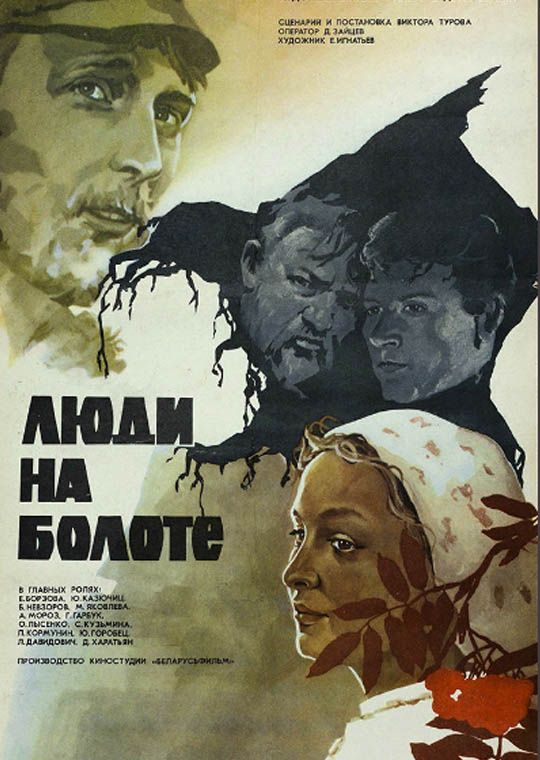 СЦЕНАРИЙ И ПОСТАНОВКА ВИКТОРА ТУРОВА
ОПЕРАТОР Д. ЗАЙЦЕВ
ХУДОЖНИК Е.ИГНАТЬЕВ
ЛЮДИ
НА
БОЛОТЕ
В ГЛАВНЫХ РОЛЯХ:
Е.БОРЗОВА, Ю.КАЗЮЧИЦ,
Б.НЕВЗОРОВ, М.ЯКОВЛЕВА,
А.МОРОЗ, Г.ГАРБУК,
О.ЛЫСЕНКО, С.КУЗЬМИНА,
П.КОРМУНИН, Ю.ГОРОБЕЦ,
Л.ДАВИДОВИЧ, Д.ХАРАТЬЯН
ПРОИЗВОДСТВО КИНОСТУДИИ «БЕЛАРУСЬФИЛЬМ»